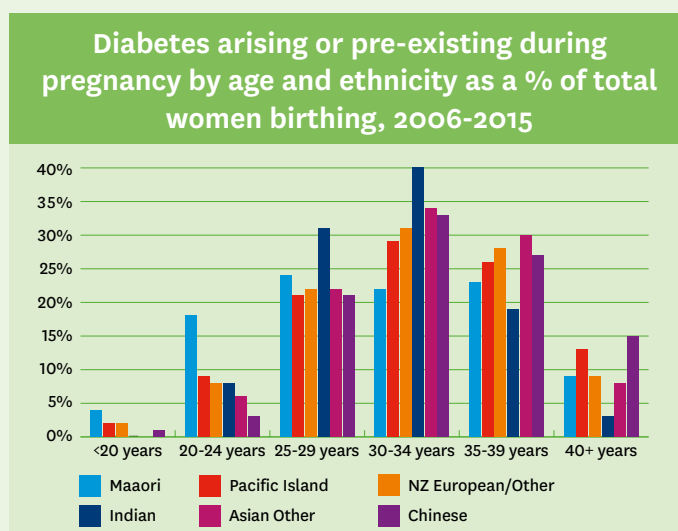 Diabetes arising or pre-existing during
pregnancy by age and ethnicity as a % of total
women birthing, 2006-2015
40%
35%
30%
25%
20%
15%
10%
5%
0%
<20 years 20-24 years 25-29 years 30-34 years 35-39 years 40+ years
Maaori Pacific Island NZ European/Other
Indian Asian Other Chinese